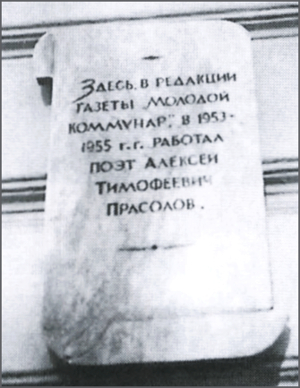 Здесь, в редакции
газеты „Молодой
коммунар", в 1953-
1955 г.г. работал
поэт Алексей
Тимофеевич
Прасолов.